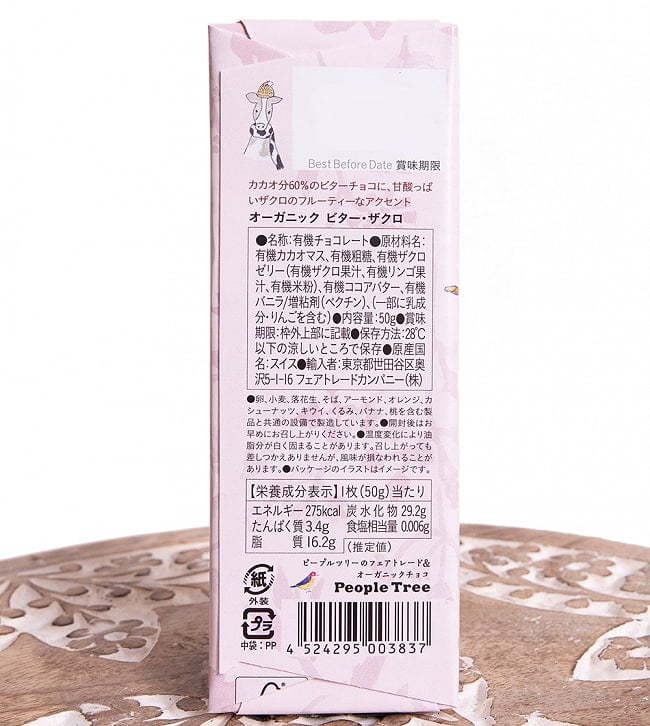 Best Before Date 賞味期限
カカオ分60%のビターチョコに、甘酸っぱ
いザクロのフルーティーなアクセント
オーガニック ビター・ザクロ
●名称:有機チョコレート●原材料名:
有機カカオマス、有機粗糖、有機ザクロ
ゼリー(有機ザクロ果汁、有機リンゴ果
汁、有機米粉)、有機ココアバター、有機
バニラ/増粘剤(ペクチン)、(一部に乳成
分・りんごを含む)●内容量:50g●賞味
期限:枠外上部に記載●保存方法:28℃
以下の涼しいところで保存●原産国
名:スイス●輸入者:東京都世田谷区奥
沢5-1-16 フェアトレードカンパニー(株)
●卵、小麦、落花生、そば、アーモンド、オレンジ、カ
シューナッツ、キウイ、くるみ、バナナ、桃を含む製
品と共通の設備で製造しています。●開封後はお
早めにお召し上がりください。●温度変化により油
脂分が白く固まることがあります。召し上がっても
差しつかえありませんが、風味が損なわれることが
あります。●パッケージのイラストはイメージです。
【栄養成分表示】1枚(50g)当たり
エネルギー 275kcal 炭水化物 29.2g
たんぱく質 3.4g 食塩相当量 0.006g
脂質 16.2g (推定値)
ピープルツリーのフェアトレード&
オーガニックチョコ
People Tree
紙
外装
プラ
中袋:PP
4 524295 003837